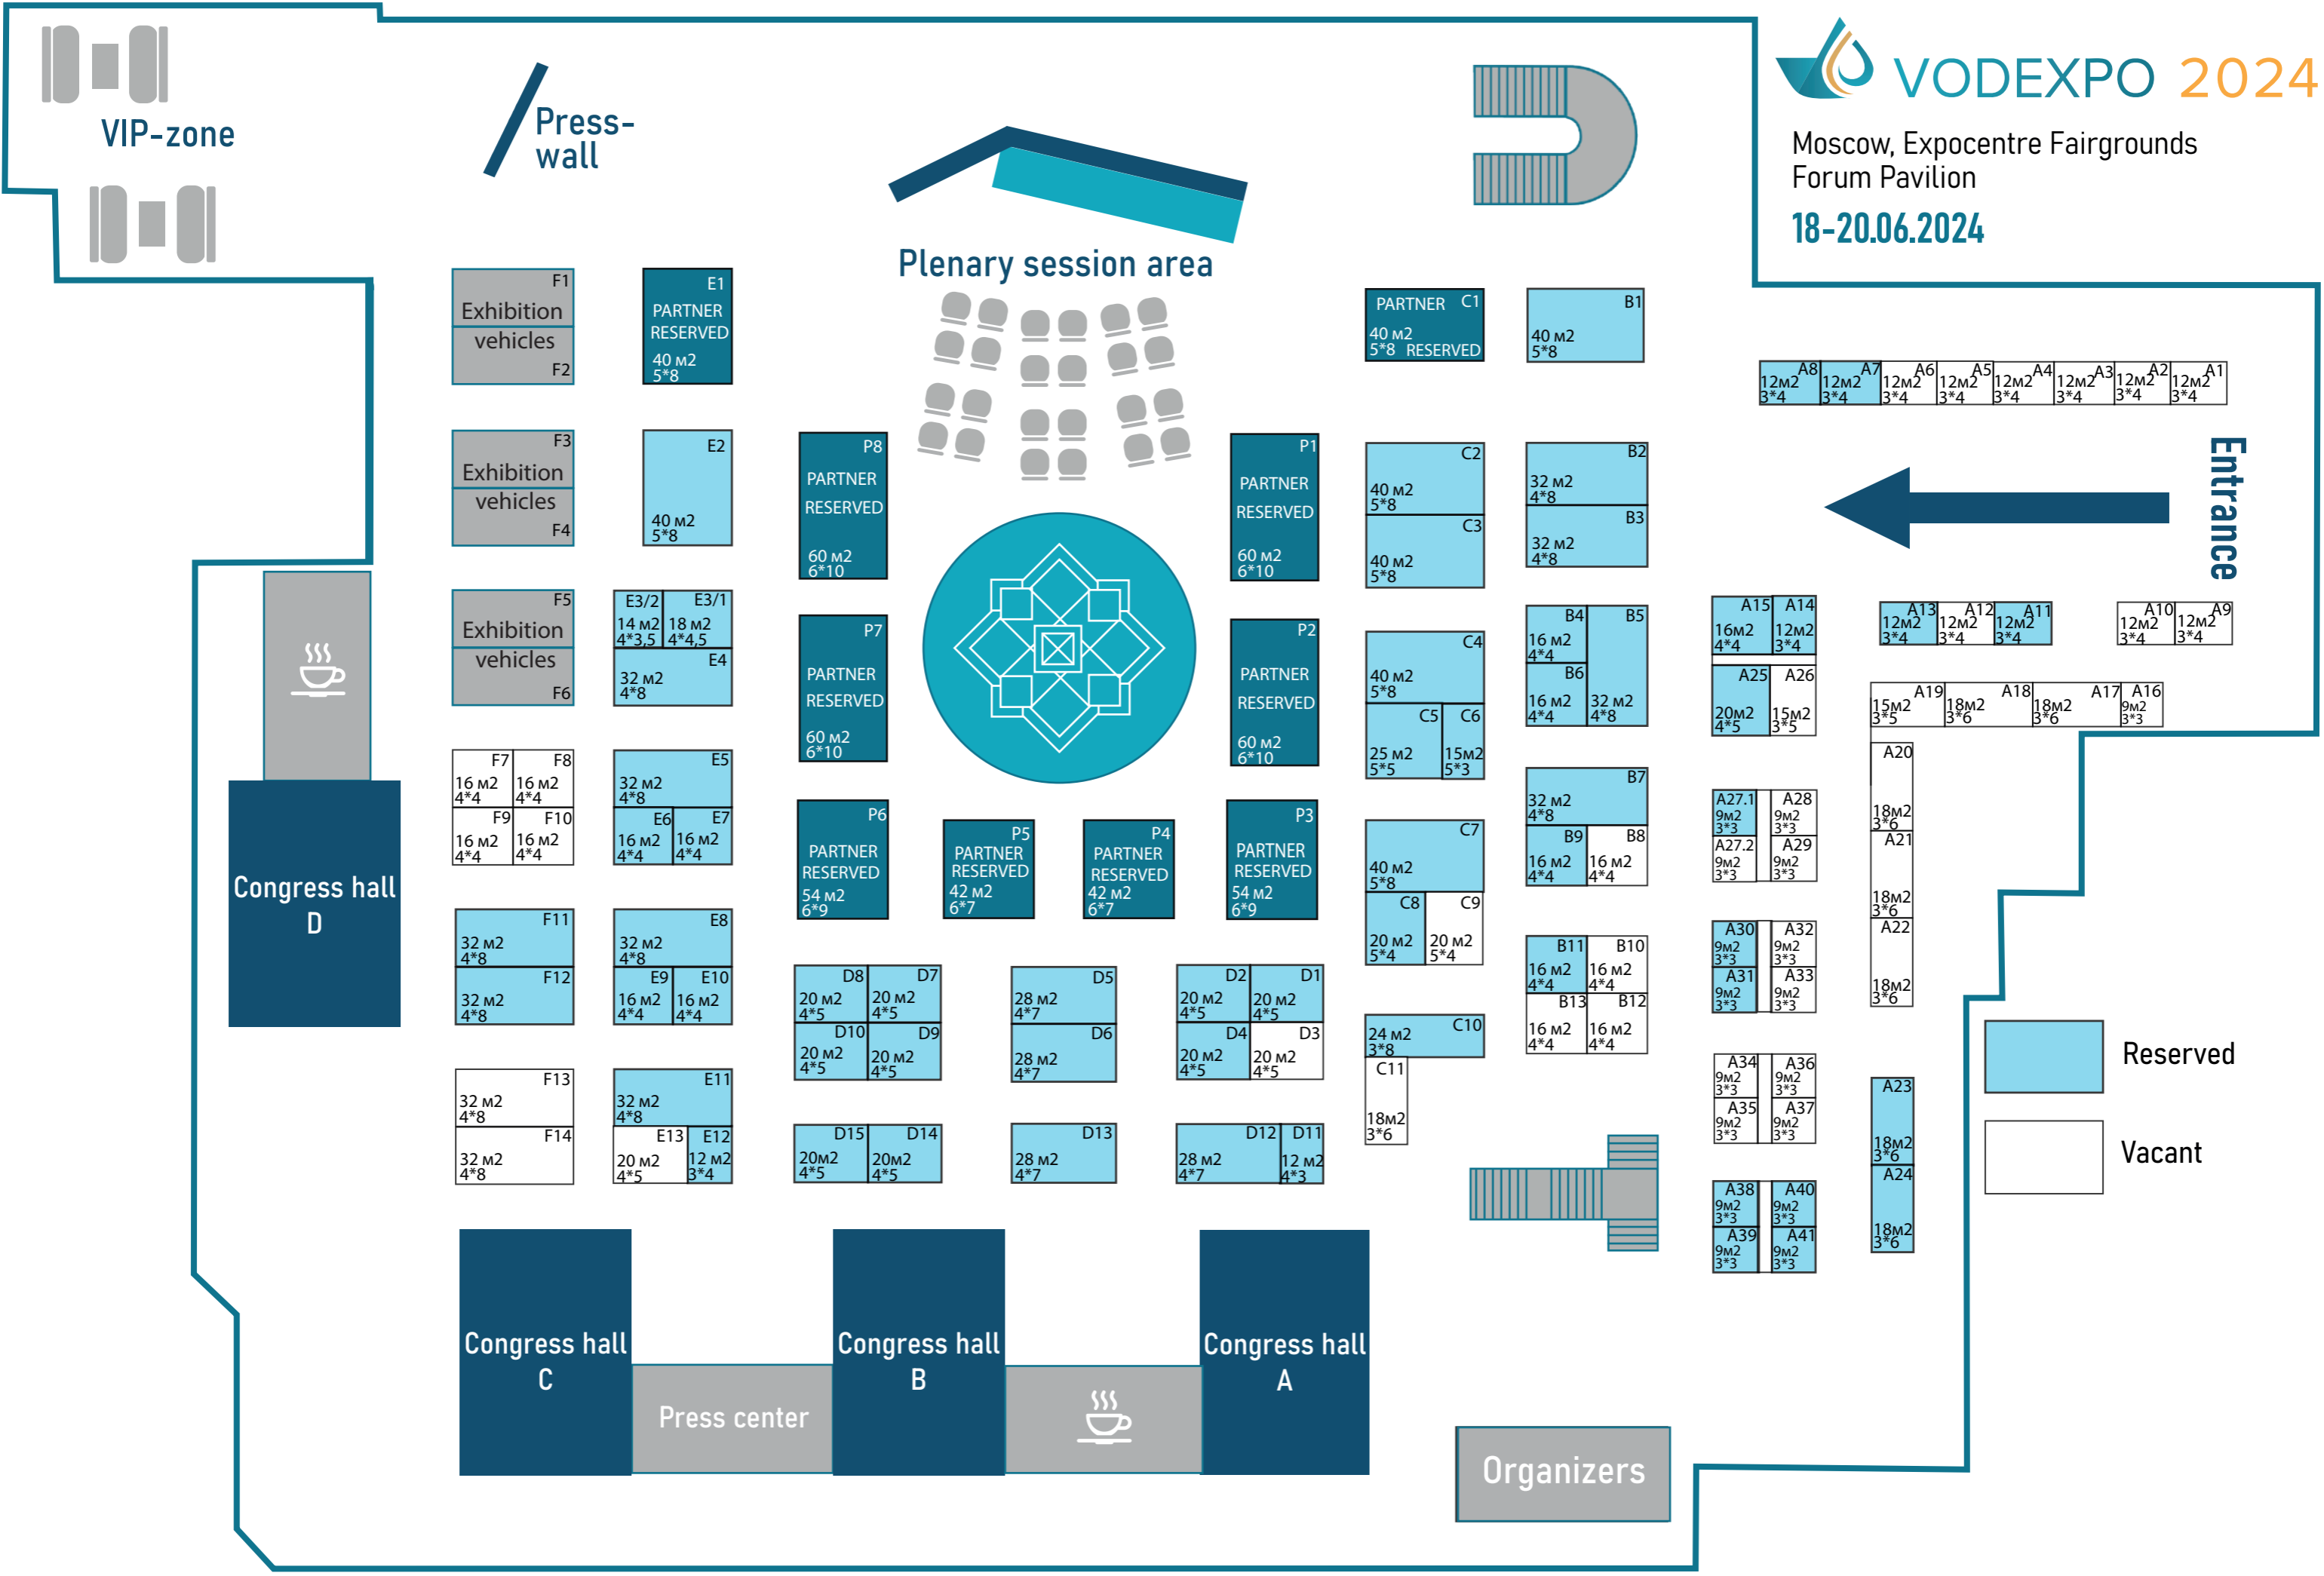 VODEXPO 2024
Moscow, Expocentre Fairgrounds
Forum Pavilion
18-20.06.2024
VIP-zone
Press-
wall
Plenary session area
Entrance
F1
Exhibition
vehicles
F2
F3
Exhibition
vehicles
F4
F5
Exhibition
vehicles
F6
F7
16 м2
4*4
F8
16 м2
4*4
F9
16 м2
4*4
F10
16 м2
4*4
F11
32 м2
4*8
F12
32 м2
4*8
F13
32 м2
4*8
F14
32 м2
4*8
E1
PARTNER
RESERVED
40 м2
5*8
E2
40 м2
5*8
E3/2
14 м2
4*3,5
E3/1
18 м2
4*4,5
E4
32 м2
4*8
E5
32 м2
4*8
E6
16 м2
4*4
E7
16 м2
4*4
E8
32 м2
4*8
E9
16 м2
4*4
E10
16 м2
4*4
E11
32 м2
4*8
E13
20 м2
4*5
E12
12 м2
3*4
P8
PARTNER
RESERVED
60 м2
6*10
P7
PARTNER
RESERVED
60 м2
6*10
P6
PARTNER
RESERVED
54 м2
6*9
P5
PARTNER
RESERVED
42 м2
6*7
P4
PARTNER
RESERVED
42 м2
6*7
P3
PARTNER
RESERVED
54 м2
6*9
P1
PARTNER
RESERVED
60 м2
6*10
P2
PARTNER
RESERVED
60 м2
6*10
D8
20 м2
4*5
D7
20 м2
4*5
D10
20 м2
4*5
D9
20 м2
4*5
D5
28 м2
4*7
D6
28 м2
4*7
D2
20 м2
4*5
D1
20 м2
4*5
D4
20 м2
4*5
D3
20 м2
4*5
D15
20м2
4*5
D14
20м2
4*5
D13
28 м2
4*7
D12
28 м2
4*7
D11
12 м2
4*3
PARTNER C1
40 м2
5*8 RESERVED
C2
40 м2
5*8
C3
40 м2
5*8
C4
40 м2
5*8
C5
25 м2
5*5
C6
15м2
5*3
C7
40 м2
5*8
C8
20 м2
5*4
C9
20 м2
5*4
C10
24 м2
3*8
C11
18м2
3*6
B1
40 м2
5*8
B2
32 м2
4*8
B3
32 м2
4*8
B4
16 м2
4*4
B5
32 м2
4*8
B6
16 м2
4*4
B7
32 м2
4*8
B9
16 м2
4*4
B8
16 м2
4*4
B11
16 м2
4*4
B10
16 м2
4*4
B13
16 м2
4*4
B12
16 м2
4*4
A8
12м2
3*4
A7
12м2
3*4
A6
12м2
3*4
A5
12м2
3*4
A4
12м2
3*4
A3
12м2
3*4
A2
12м2
3*4
A1
12м2
3*4
A15
16м2
4*4
A14
12м2
3*4
A13
12м2
3*4
A12
12м2
3*4
A11
12м2
3*4
A10
12м2
3*4
A9
12м2
3*4
A25
20м2
4*5
A26
15м2
3*5
A19
15м2
3*5
A18
18м2
3*6
A17
18м2
3*6
A16
9м2
3*3
A20
18м2
3*6
A21
18м2
3*6
A22
18м2
3*6
A27.1
9м2
3*3
A28
9м2
3*3
A27.2
9м2
3*3
A29
9м2
3*3
A30
9м2
3*3
A32
9м2
3*3
A31
9м2
3*3
A33
9м2
3*3
A34
9м2
3*3
A36
9м2
3*3
A35
9м2
3*3
A37
9м2
3*3
A38
9м2
3*3
A40
9м2
3*3
A39
9м2
3*3
A41
9м2
3*3
A23
18м2
3*6
A24
18м2
3*6
Reserved
Vacant
Congress hall
D
Congress hall
C
Press center
Congress hall
B
Congress hall
A
Organizers